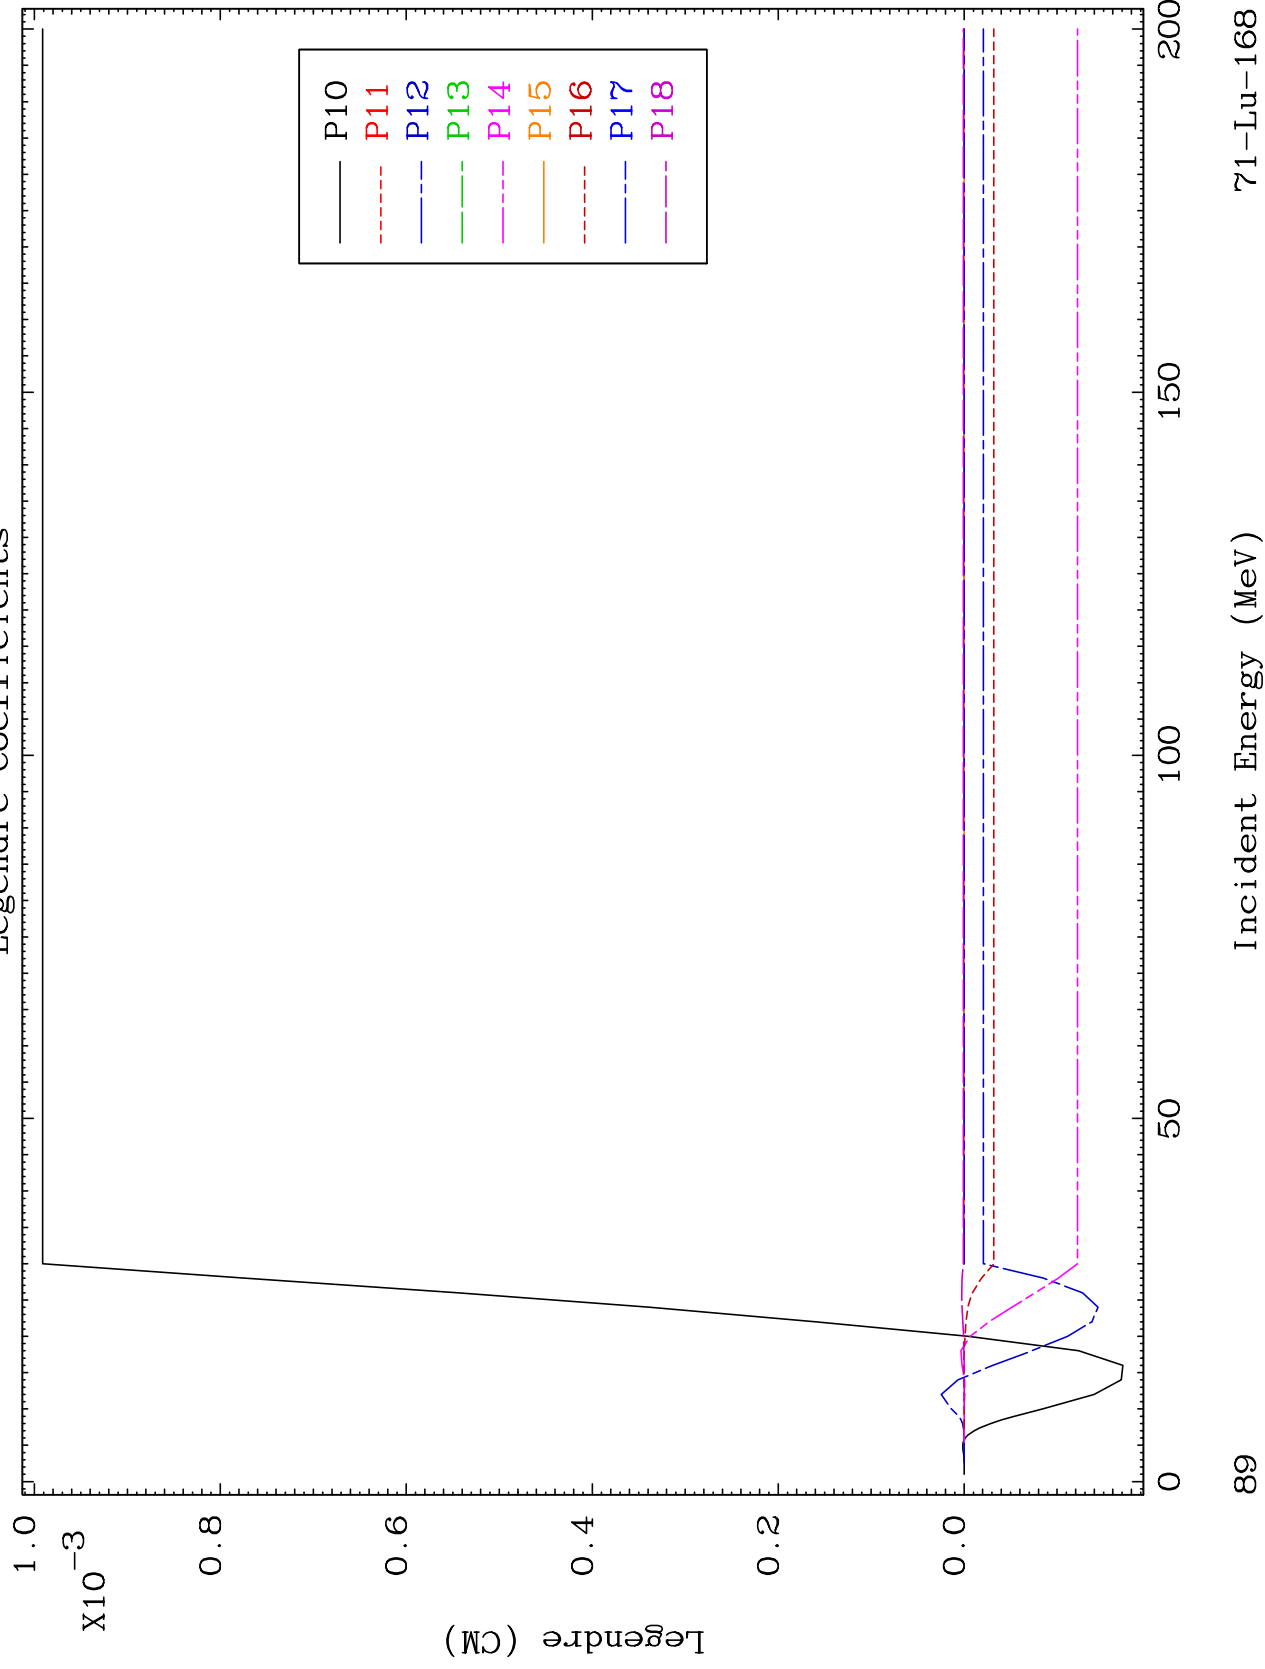 Legendre Coefficients
1.0
X10-3
0.8
0.6
0.4
0.2
0.0
Legendre (CM)
P10
P11
P12
P13
P14
P15
P16
P17
P18
0
50
100
150
200
89
Incident Energy (MeV)
71-Lu-168